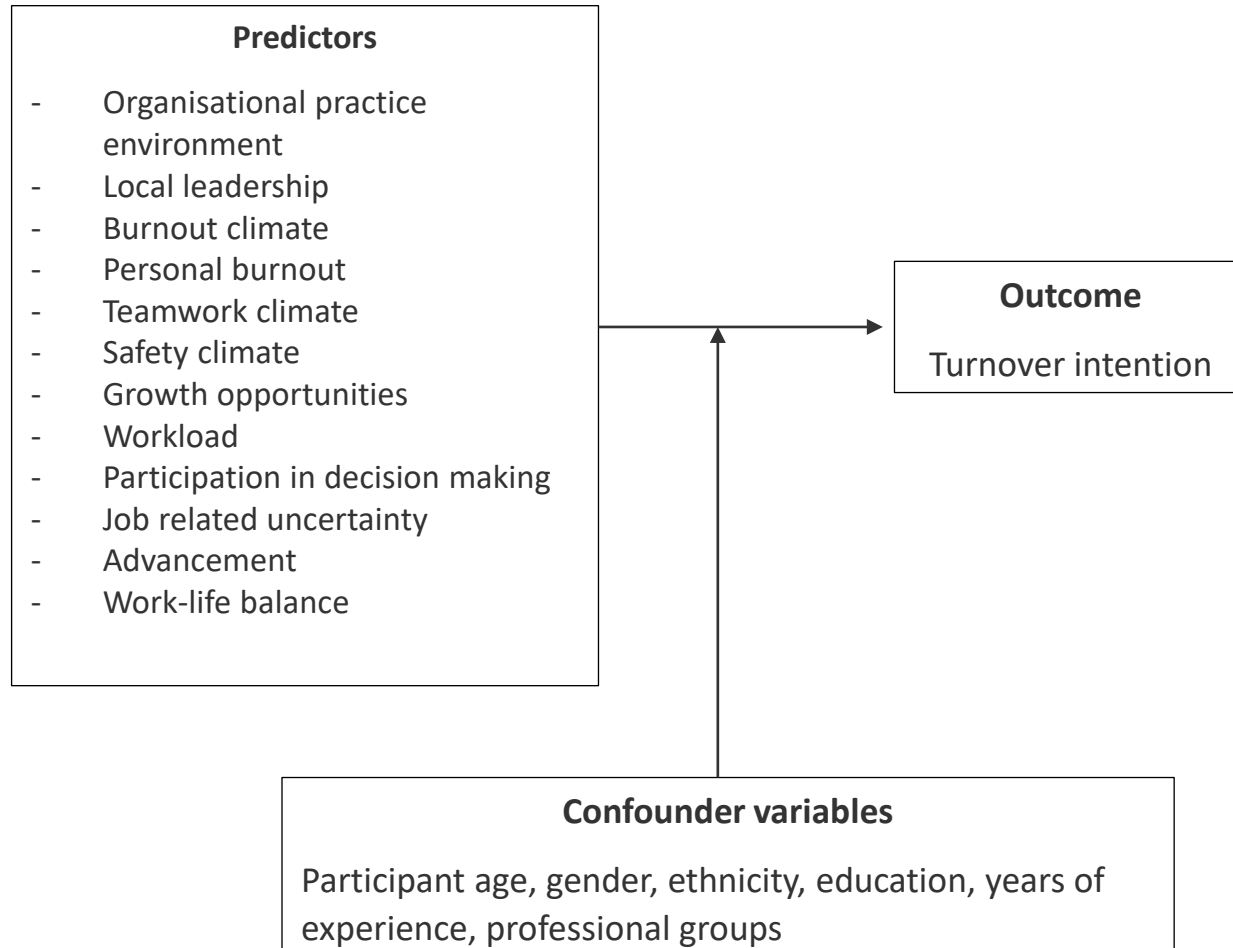 Predictors
- Organisational practice
environment
- Local leadership
- Burnout climate
- Personal burnout
- Teamwork climate
- Safety climate
- Growth opportunities
- Workload
- Participation in decision making
- Job related uncertainty
- Advancement
- Work-life balance
Outcome
Turnover intention
Confounder variables
Participant age, gender, ethnicity, education, years of
experience, professional groups